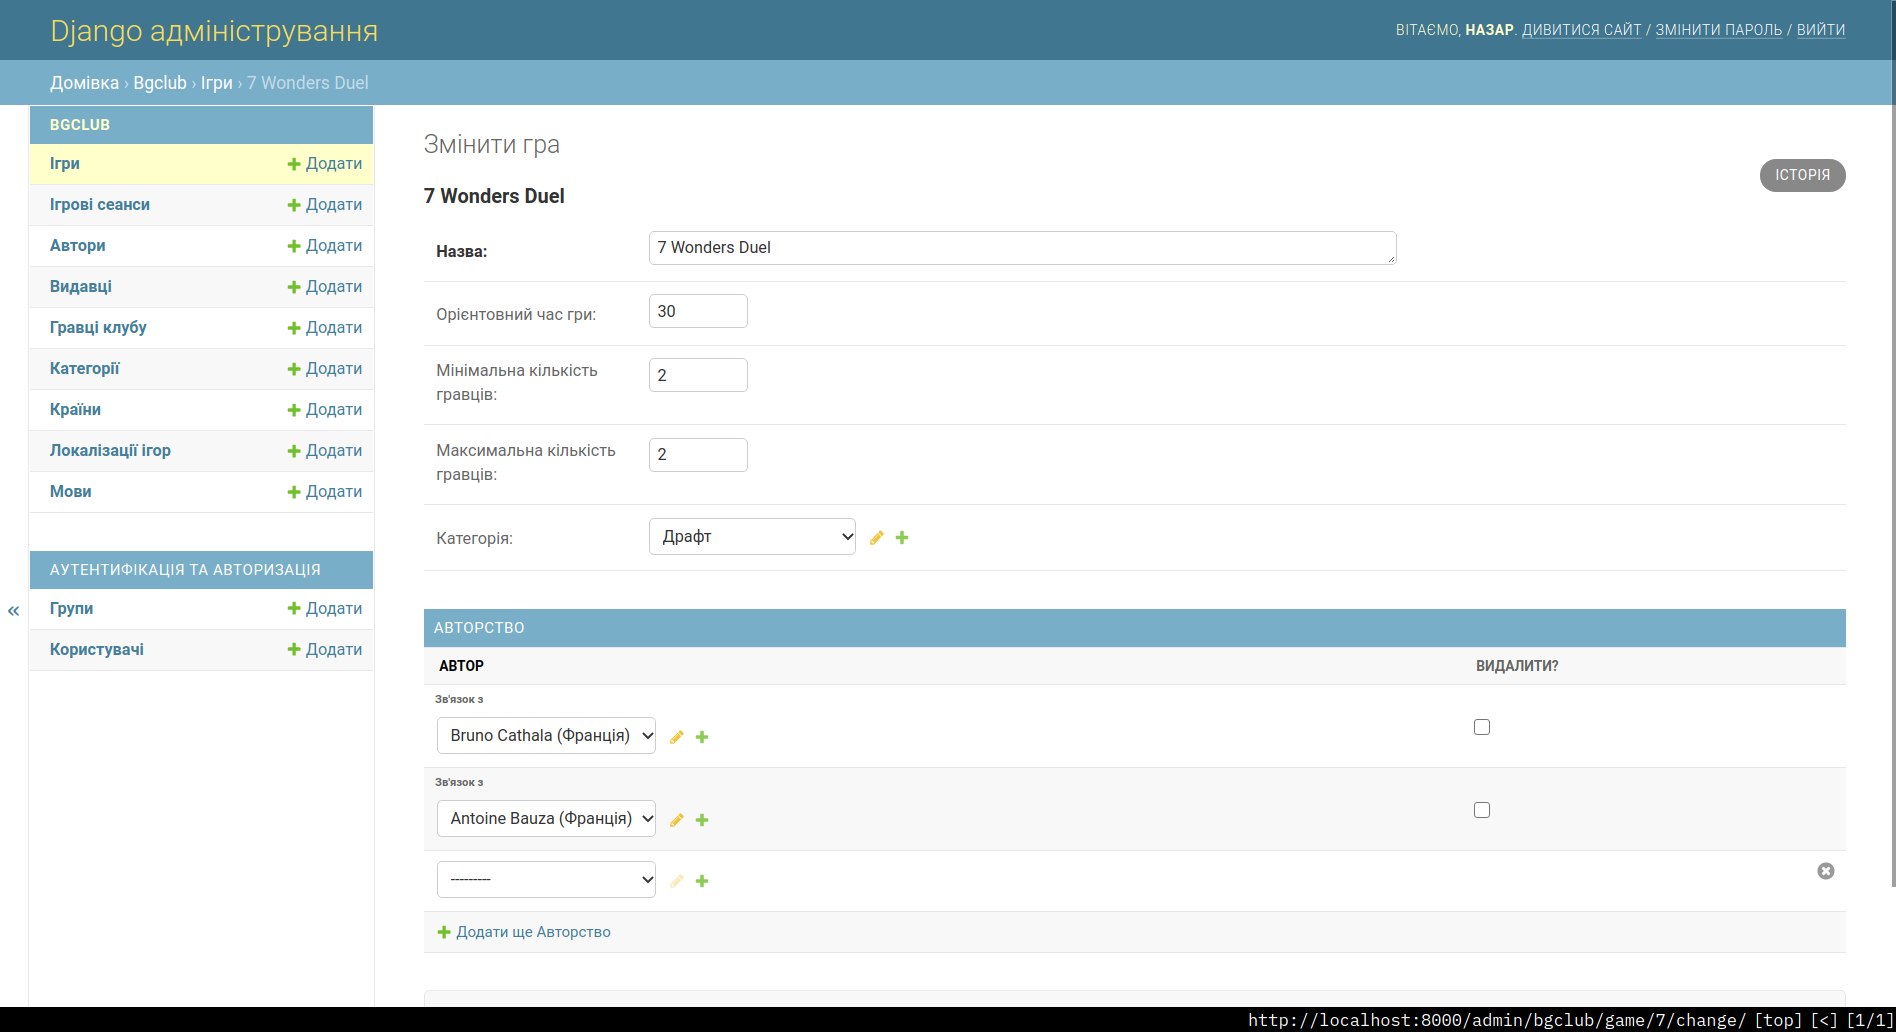 Django адміністрування
ВІТАЄМО, НАЗАР. ДИВИТИСЯ САЙТ / ЗМІНИТИ ПАРОЛЬ / ВИЙТИ
Домівка › Bgclub › Ігри › 7 Wonders Duel
BGCLUB
Ігри Додати
Ігрові сеанси Додати
Автори Додати
Видавці Додати
Гравці клубу Додати
Категорії Додати
Країни Додати
Локалізації ігор Додати
Мови Додати
АУТЕНТИФІКАЦІЯ ТА АВТОРИЗАЦІЯ
Групи Додати
Користувачі Додати
«
Змінити гра
ІСТОРІЯ
7 Wonders Duel
Назва: 7 Wonders Duel
Орієнтовний час гри: 30
Мінімальна кількість
гравців: 2
Максимальна кількість
гравців: 2
Категорія: Драфт
АВТОРСТВО
АВТОР ВИДАЛИТИ?
Зв'язок з
Bruno Cathala (Франція)
Зв'язок з
Antoine Bauza (Франція)
---------
Додати ще Авторство
http://localhost:8000/admin/bgclub/game/7/change/ [top] [<] [1/1]